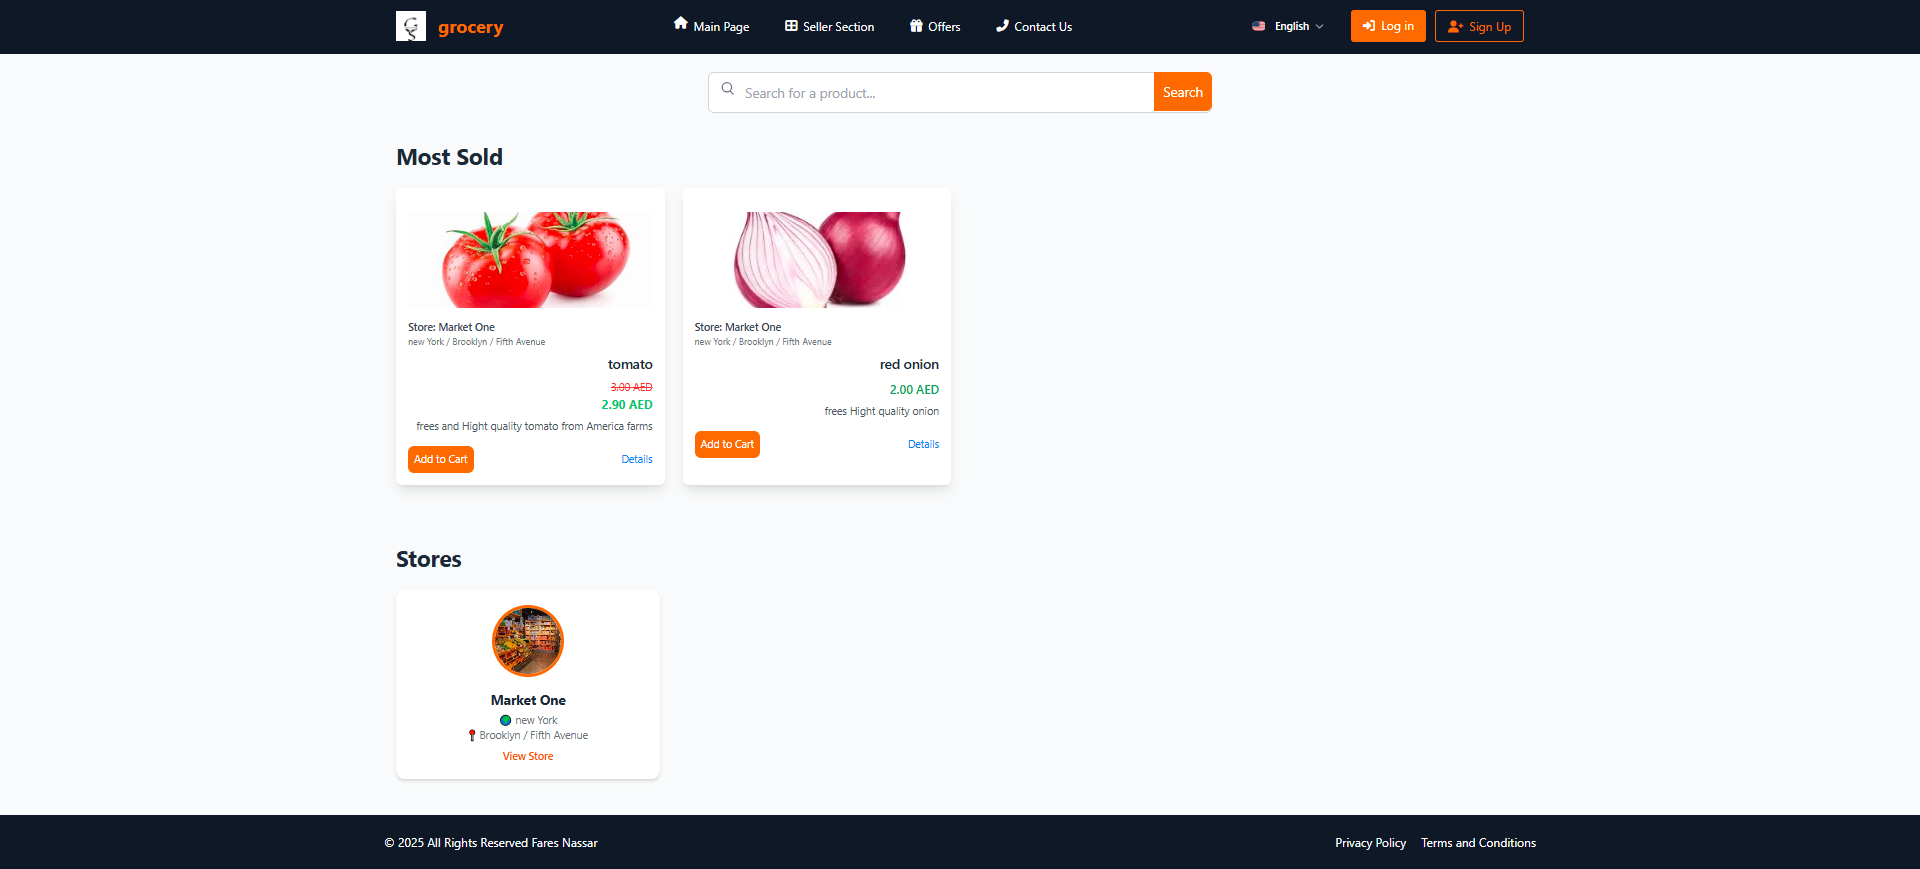 grocery
Main Page
Seller Section
Offers
Contact Us
English
Log in
Sign Up
Search for a product...
Search
Most Sold
Store: Market One
new York / Brooklyn / Fifth Avenue
tomato
3.00 AED
2.90 AED
frees and Hight quality tomato from America farms
Add to Cart
Details
Store: Market One
new York / Brooklyn / Fifth Avenue
red onion
2.00 AED
frees Hight quality onion
Add to Cart
Details
Stores
Market One
new York
Brooklyn / Fifth Avenue
View Store
© 2025 All Rights Reserved Fares Nassar
Privacy Policy
Terms and Conditions